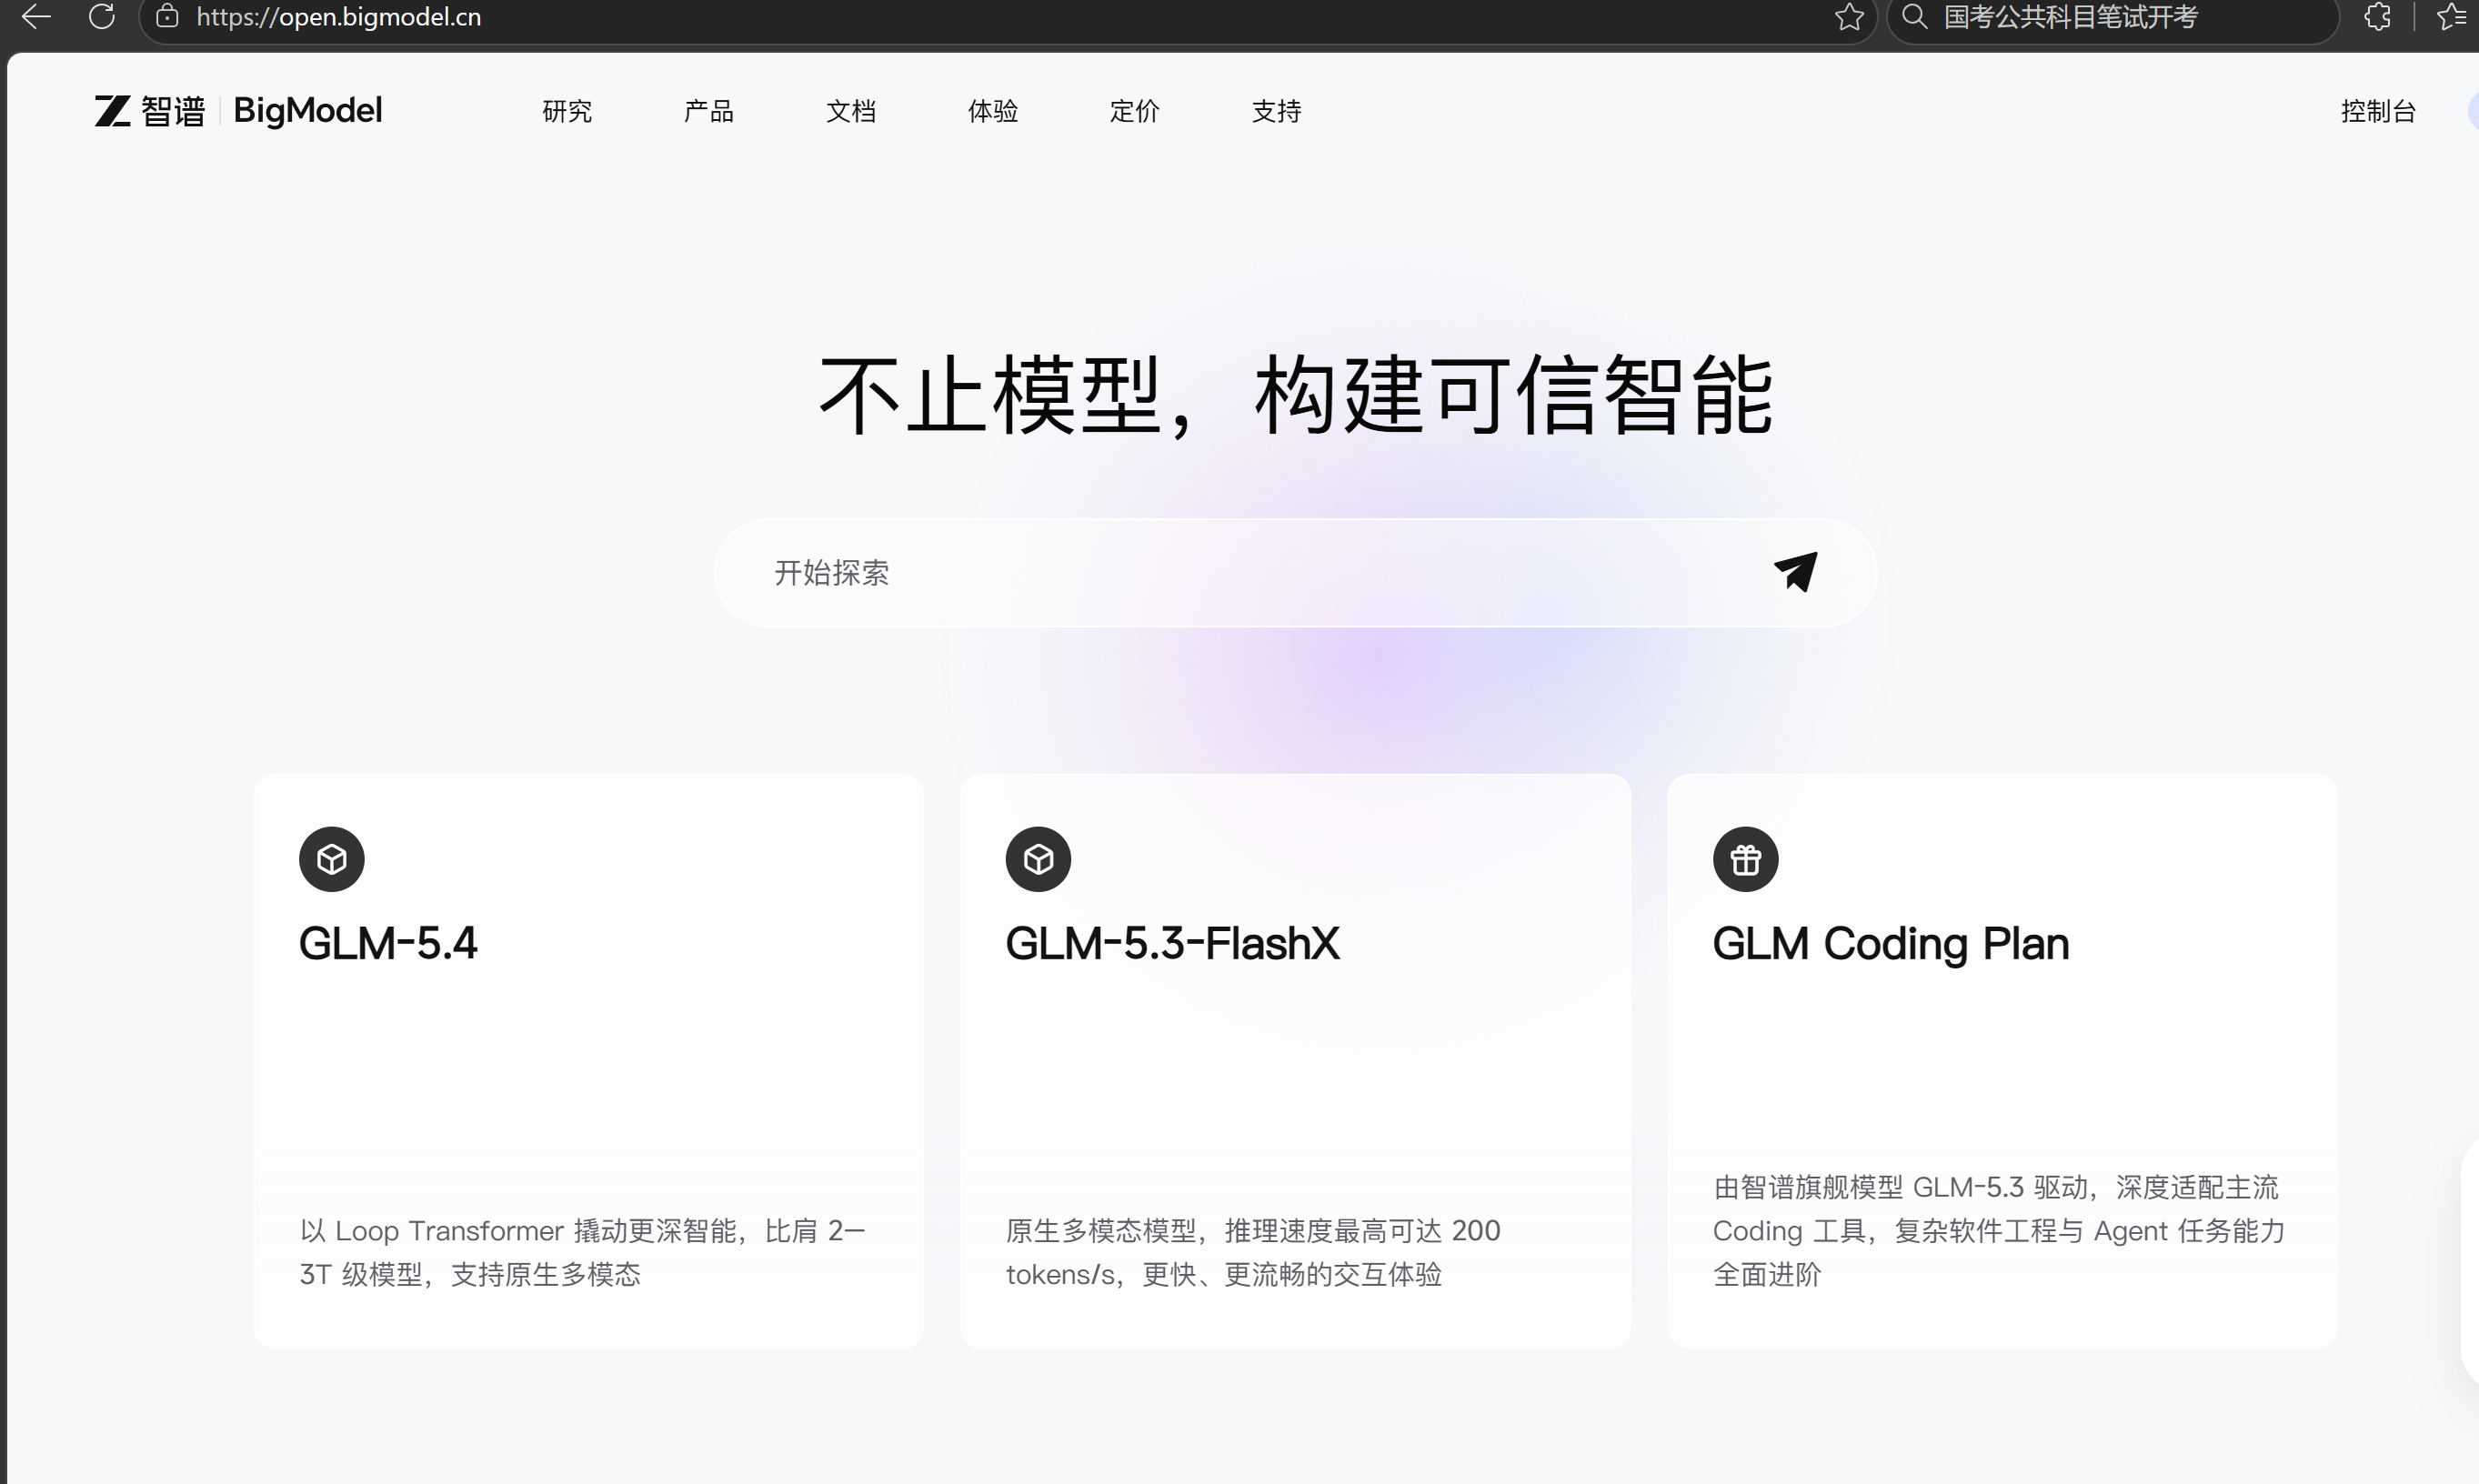 https://open.bigmodel.cn
国考公共科目笔试开考
智谱 BigModel
研究 产品 文档 体验 定价 支持 控制台
不止模型，构建可信智能
开始探索
GLM-5.4
以 Loop Transformer 撬动更深智能，比肩 2—
3T 级模型，支持原生多模态
GLM-5.3-FlashX
原生多模态模型，推理速度最高可达 200
tokens/s，更快、更流畅的交互体验
GLM Coding Plan
由智谱旗舰模型 GLM-5.3 驱动，深度适配主流
Coding 工具，复杂软件工程与 Agent 任务能力
全面进阶